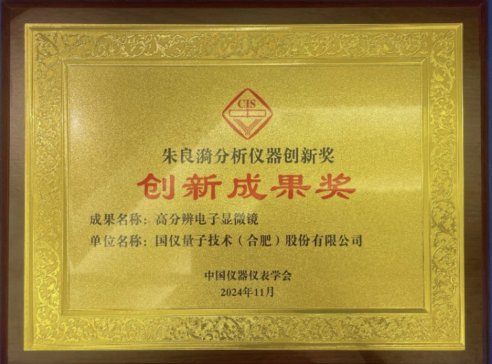 CIS
朱良漪分析仪器创新奖
创新成果奖
成果名称：高分辨电子显微镜
单位名称：国仪量子技术（合肥）股份有限公司
中国仪器仪表学会
2024年11月